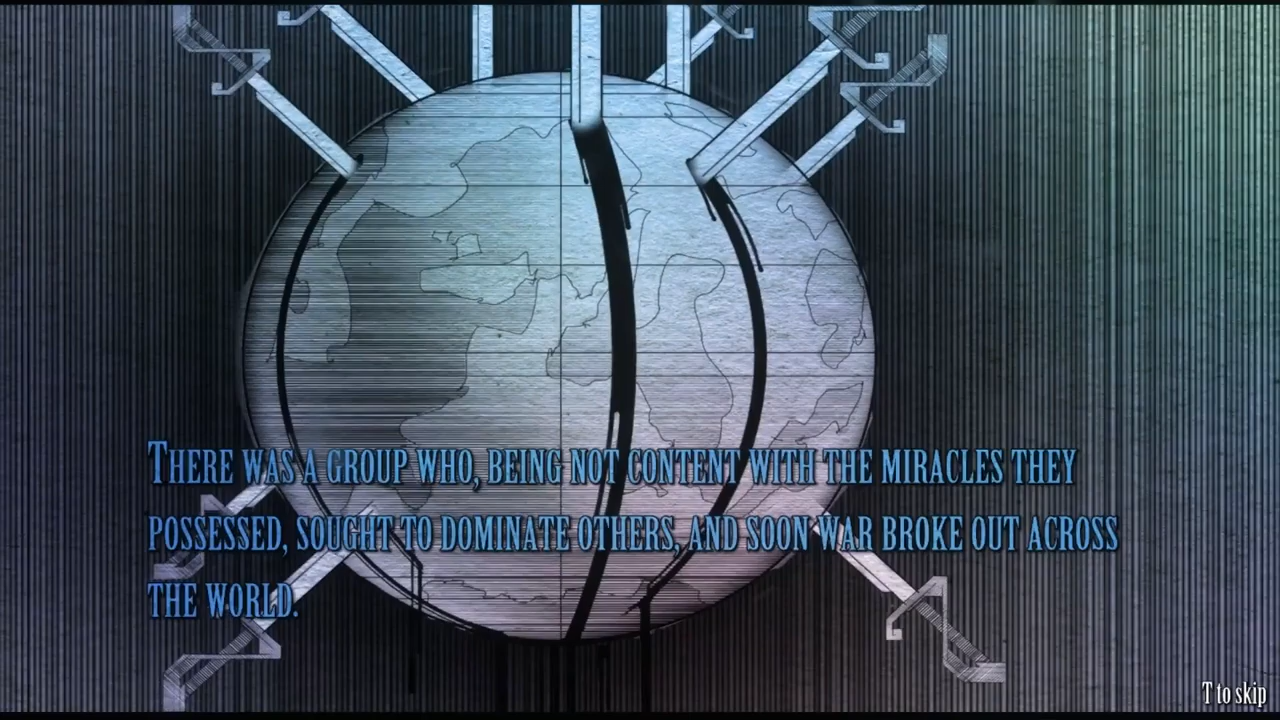 There was a group who, being not content with the miracles they
possessed, sought to dominate others, and soon war broke out across
the world.
T to skip